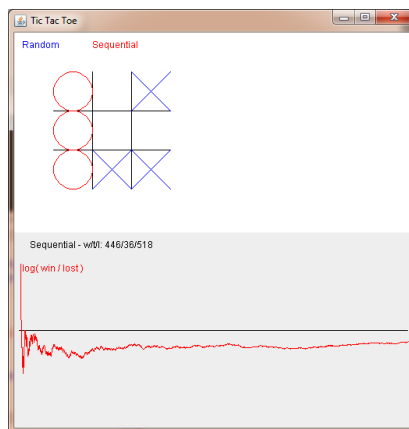 Tic Tac Toe
Random Sequential
Sequential - w/t/l: 446/36/518
log( win / lost )